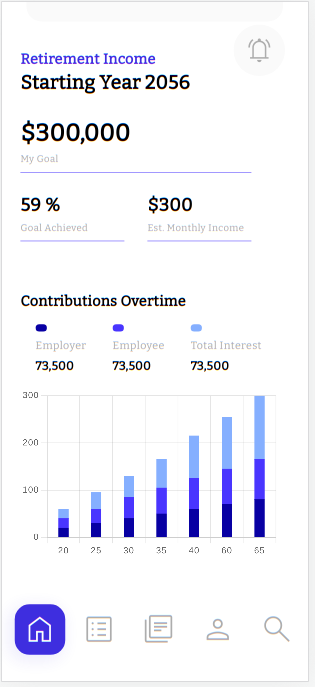 Retirement Income
Starting Year 2056
$300,000
My Goal
59 % $300
Goal Achieved Est. Monthly Income
Contributions Overtime
Employer Employee Total Interest
73,500 73,500 73,500
300
200
100
0
20 25 30 35 40 60 65